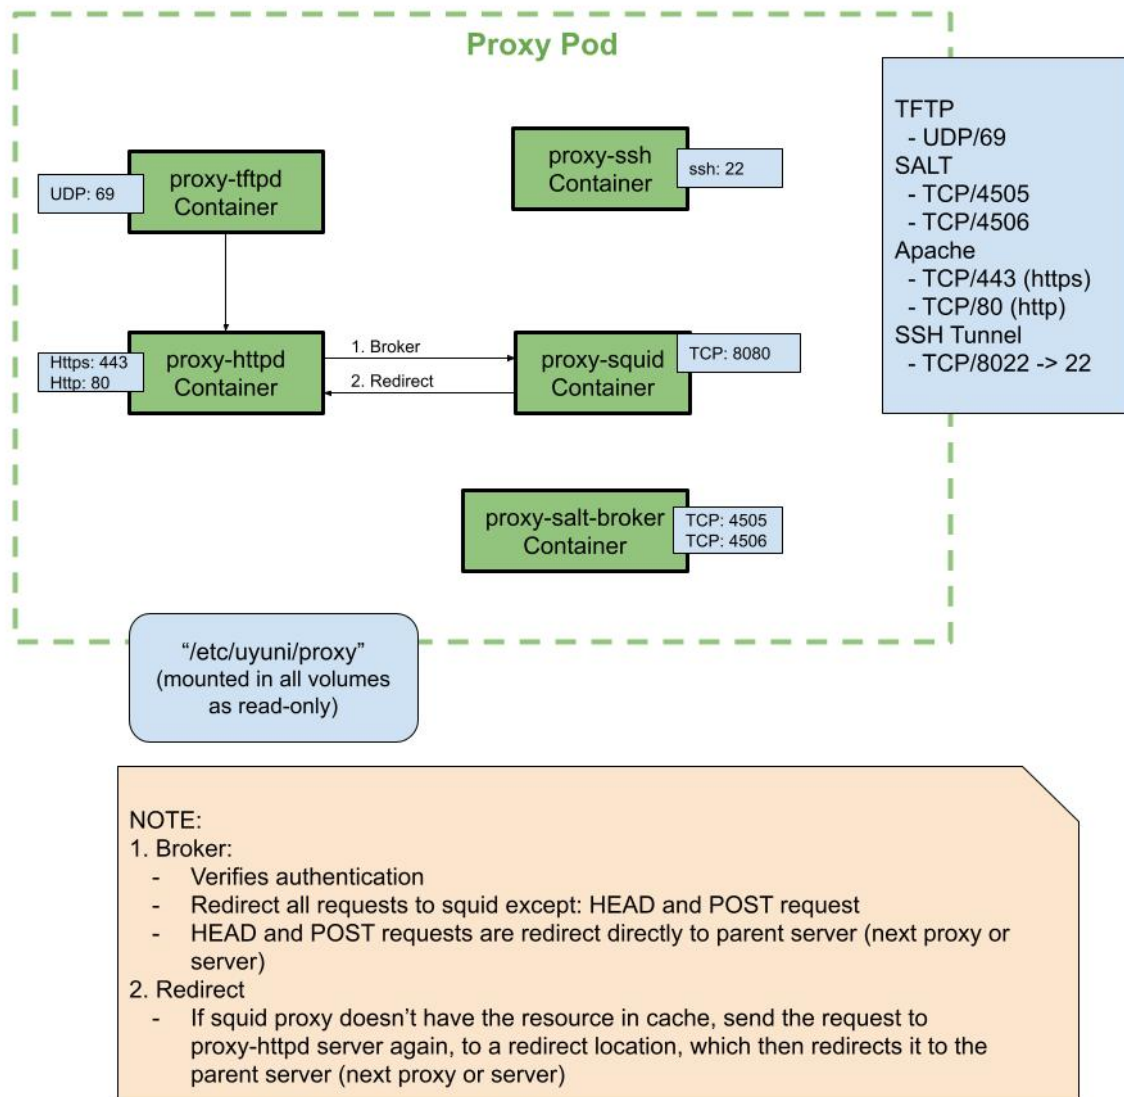 Proxy Pod
TFTP
- UDP/69
SALT
- TCP/4505
- TCP/4506
Apache
- TCP/443 (https)
- TCP/80 (http)
SSH Tunnel
- TCP/8022 -> 22
proxy-tftpd
Container
UDP: 69
proxy-ssh
Container
ssh: 22
proxy-httpd
Container
Https: 443
Http: 80
1. Broker
2. Redirect
proxy-squid
Container
TCP: 8080
proxy-salt-broker
Container
TCP: 4505
TCP: 4506
“/etc/uyuni/proxy”
(mounted in all volumes
as read-only)
NOTE:
1. Broker:
- Verifies authentication
- Redirect all requests to squid except: HEAD and POST request
- HEAD and POST requests are redirect directly to parent server (next proxy or
server)
2. Redirect
- If squid proxy doesn’t have the resource in cache, send the request to
proxy-httpd server again, to a redirect location, which then redirects it to the
parent server (next proxy or server)